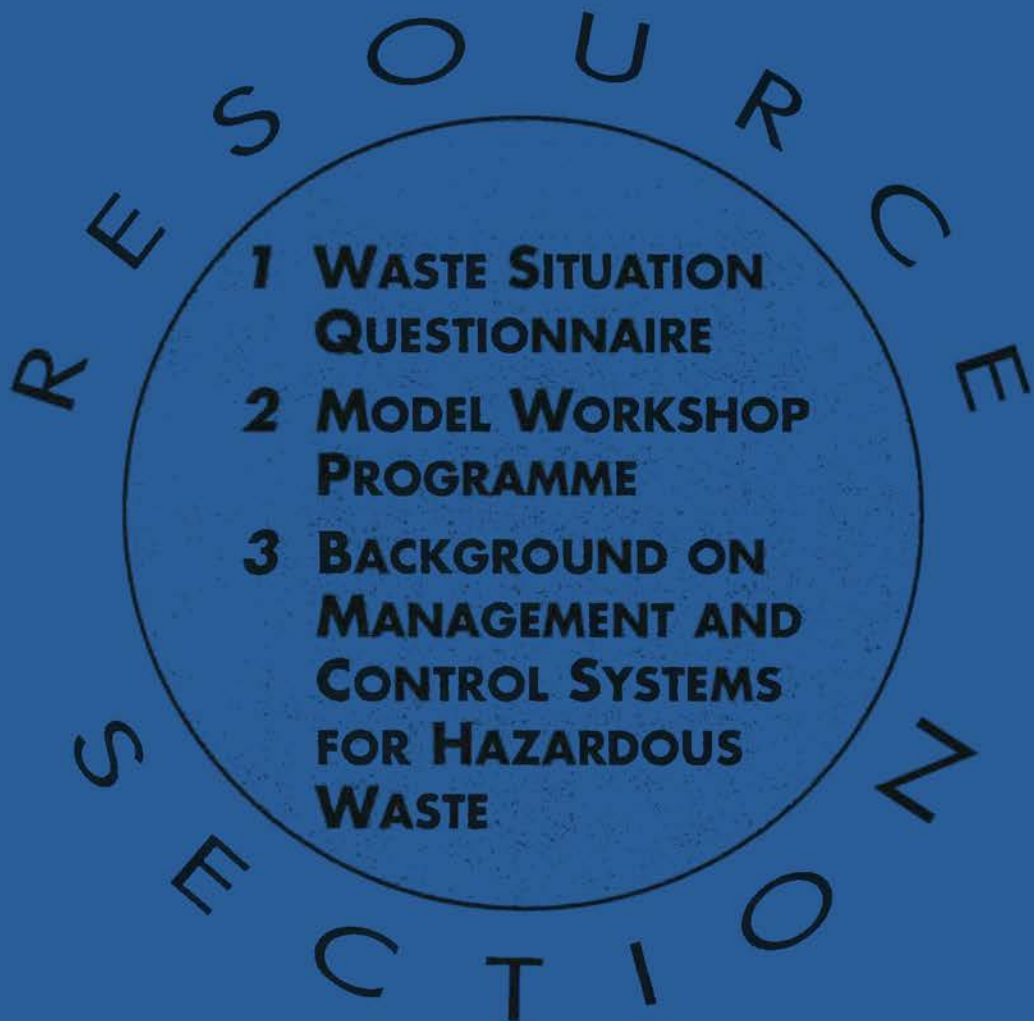 RESOURCE
1 WASTE SITUATION
QUESTIONNAIRE
2 MODEL WORKSHOP
PROGRAMME
3 BACKGROUND ON
MANAGEMENT AND
CONTROL SYSTEMS
FOR HAZARDOUS
WASTE
SECTION